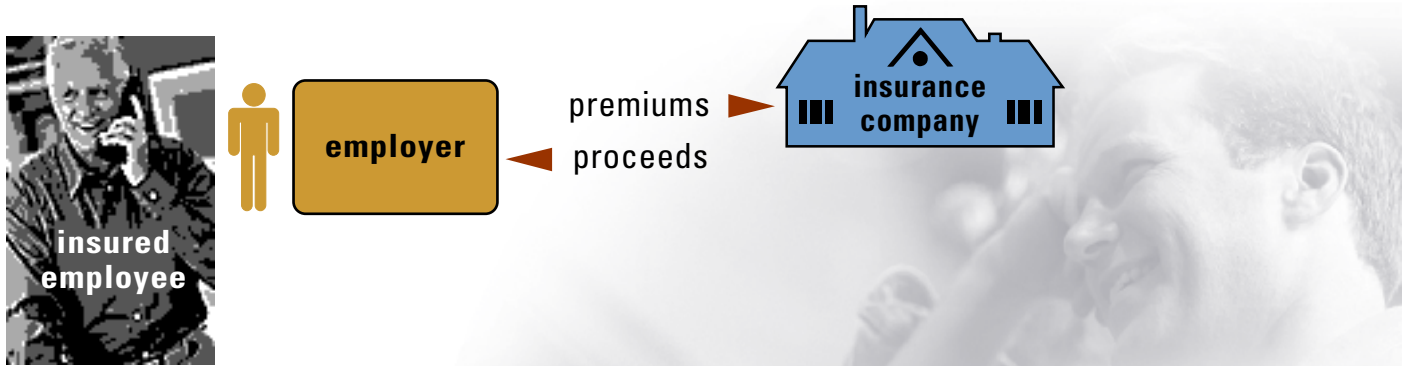 insured
employee
employer
premiums
proceeds
insurance
company